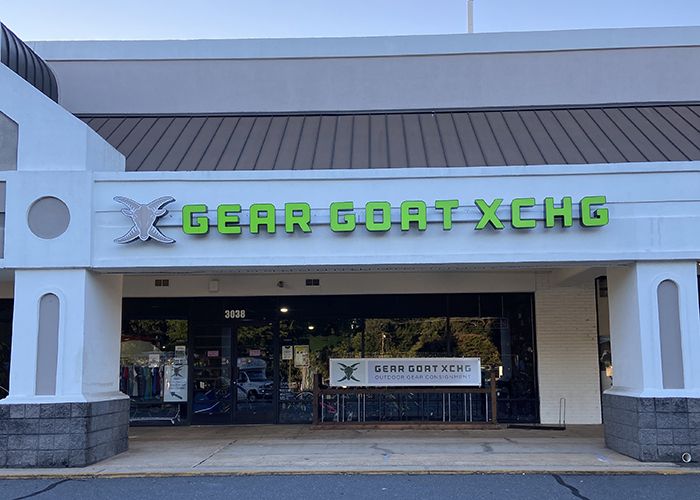 GEAR GOAT XCHG
3038
GEAR GOAT XCHG
OUTDOOR GEAR CONSIGNMENT